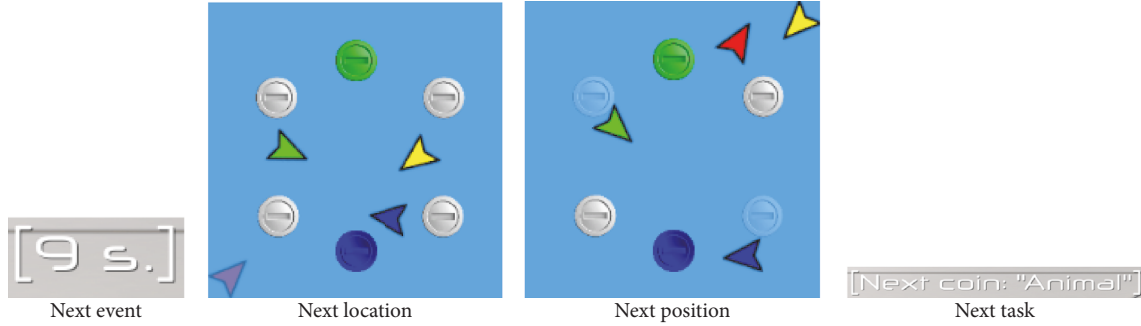 [9 s.]
[Next coin: "Animal"]
Next event
Next location
Next position
Next task